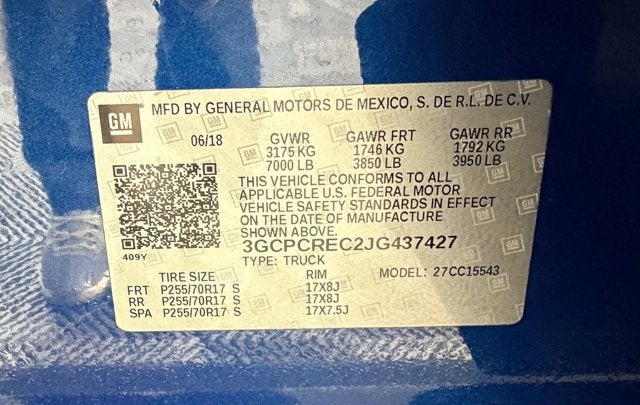 GM MFD BY GENERAL MOTORS DE MEXICO, S. DE R.L. DE C.V.
06/18 GVWR GAWR FRT GAWR RR
3175 KG 1746 KG 1792 KG
7000 LB 3850 LB 3950 LB
THIS VEHICLE CONFORMS TO ALL
APPLICABLE U.S. FEDERAL MOTOR
VEHICLE SAFETY STANDARDS IN EFFECT
ON THE DATE OF MANUFACTURE
SHOWN ABOVE.
3GCPCREC2JG437427
409Y TYPE: TRUCK
TIRE SIZE RIM MODEL: 27CC15543
FRT P255/70R17 S 17X8J
RR P255/70R17 S 17X8J
SPA P255/70R17 S 17X7.5J